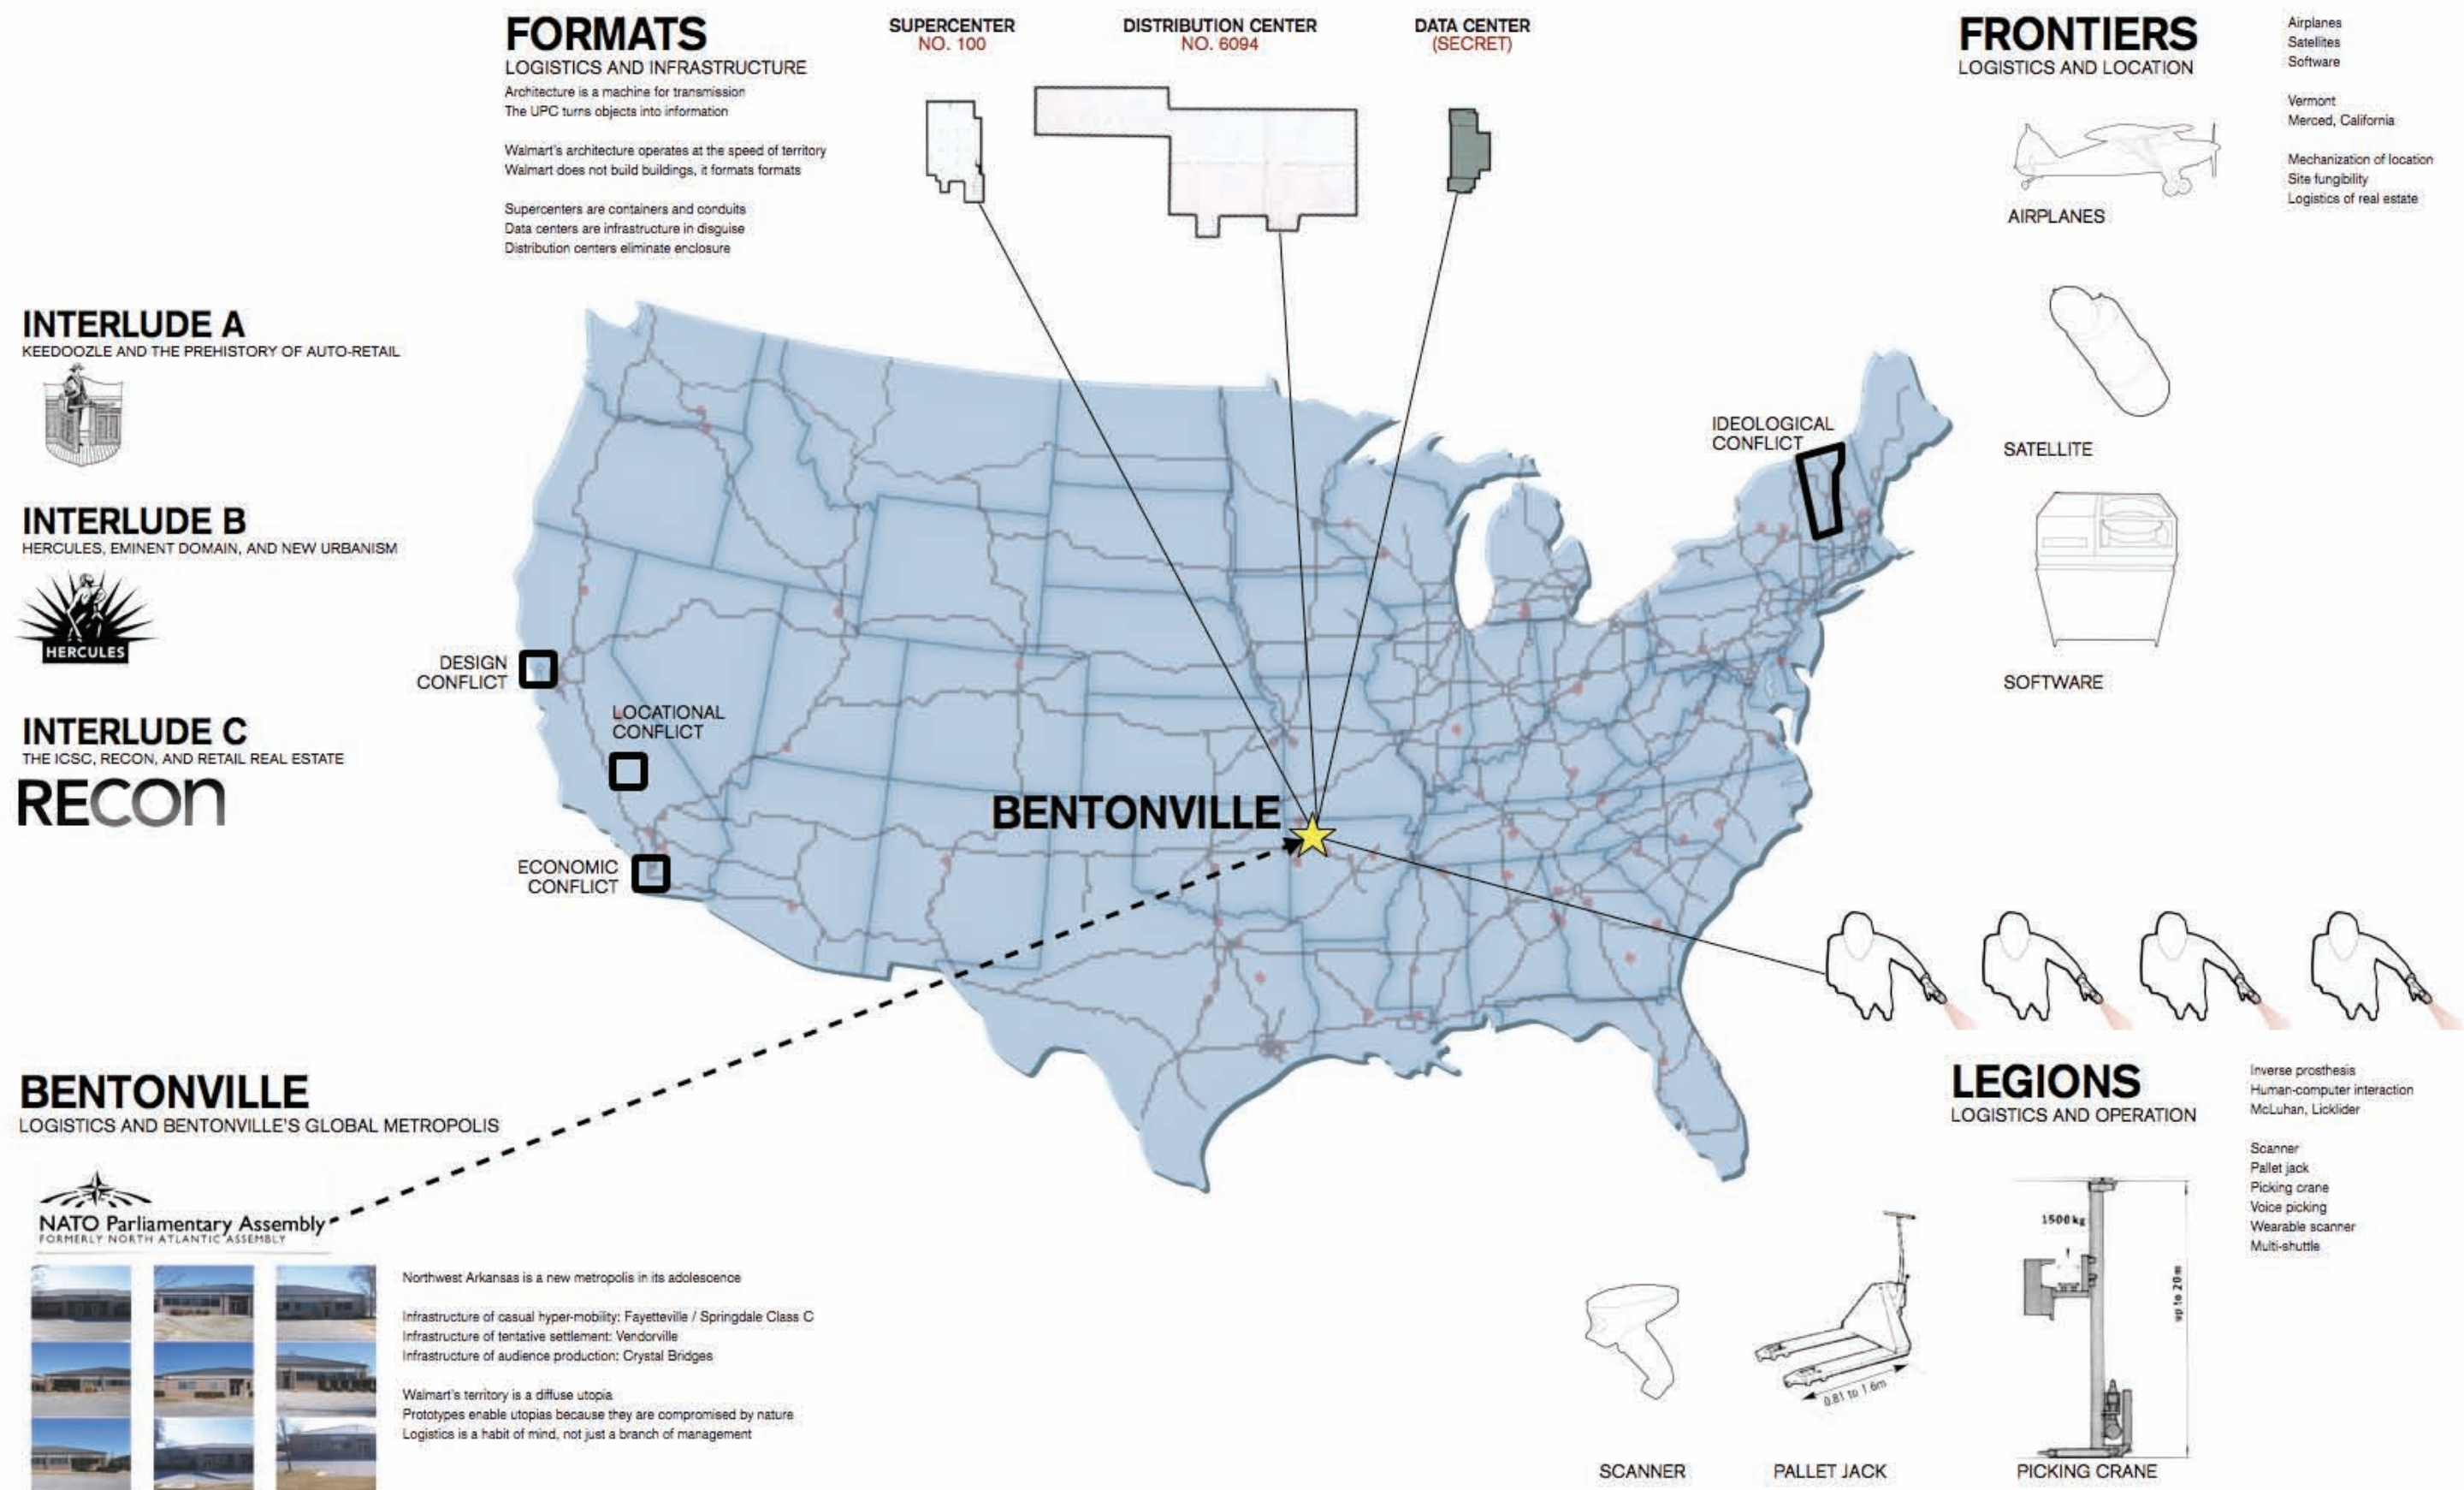 FORMATS
LOGISTICS AND INFRASTRUCTURE
Architecture is a machine for transmission
The UPC turns objects into information
Walmart's architecture operates at the speed of territory
Walmart does not build buildings, it formats formats
Supercenters are containers and conduits
Data centers are infrastructure in disguise
Distribution centers eliminate enclosure
SUPERCENTER
NO. 100
DISTRIBUTION CENTER
NO. 6094
DATA CENTER
(SECRET)
FRONTIERS
LOGISTICS AND LOCATION
Airplanes
Satellites
Software
Vermont
Merced, California
Mechanization of location
Site fungibility
Logistics of real estate
AIRPLANES
SATELLITE
SOFTWARE
INTERLUDE A
KEEDOOZLE AND THE PREHISTORY OF AUTO-RETAIL
INTERLUDE B
HERCULES, EMINENT DOMAIN, AND NEW URBANISM
HERCULES
INTERLUDE C
THE ICSC, RECON, AND RETAIL REAL ESTATE
RECon
IDEOLOGICAL
CONFLICT
DESIGN
CONFLICT
LOCATIONAL
CONFLICT
ECONOMIC
CONFLICT
BENTONVILLE
BENTONVILLE
LOGISTICS AND BENTONVILLE'S GLOBAL METROPOLIS
NATO Parliamentary Assembly
FORMERLY NORTH ATLANTIC ASSEMBLY
Northwest Arkansas is a new metropolis in its adolescence
Infrastructure of casual hyper-mobility: Fayetteville / Springdale Class C
Infrastructure of tentative settlement: Vendorville
Infrastructure of audience production: Crystal Bridges
Walmart's territory is a diffuse utopia
Prototypes enable utopias because they are compromised by nature
Logistics is a habit of mind, not just a branch of management
LEGIONS
LOGISTICS AND OPERATION
Inverse prosthesis
Human-computer interaction
McLuhan, Licklider
Scanner
Pallet jack
Picking crane
Voice picking
Wearable scanner
Multi-shuttle
1500 kg
up to 20m
0.81 to 1.6m
SCANNER
PALLET JACK
PICKING CRANE